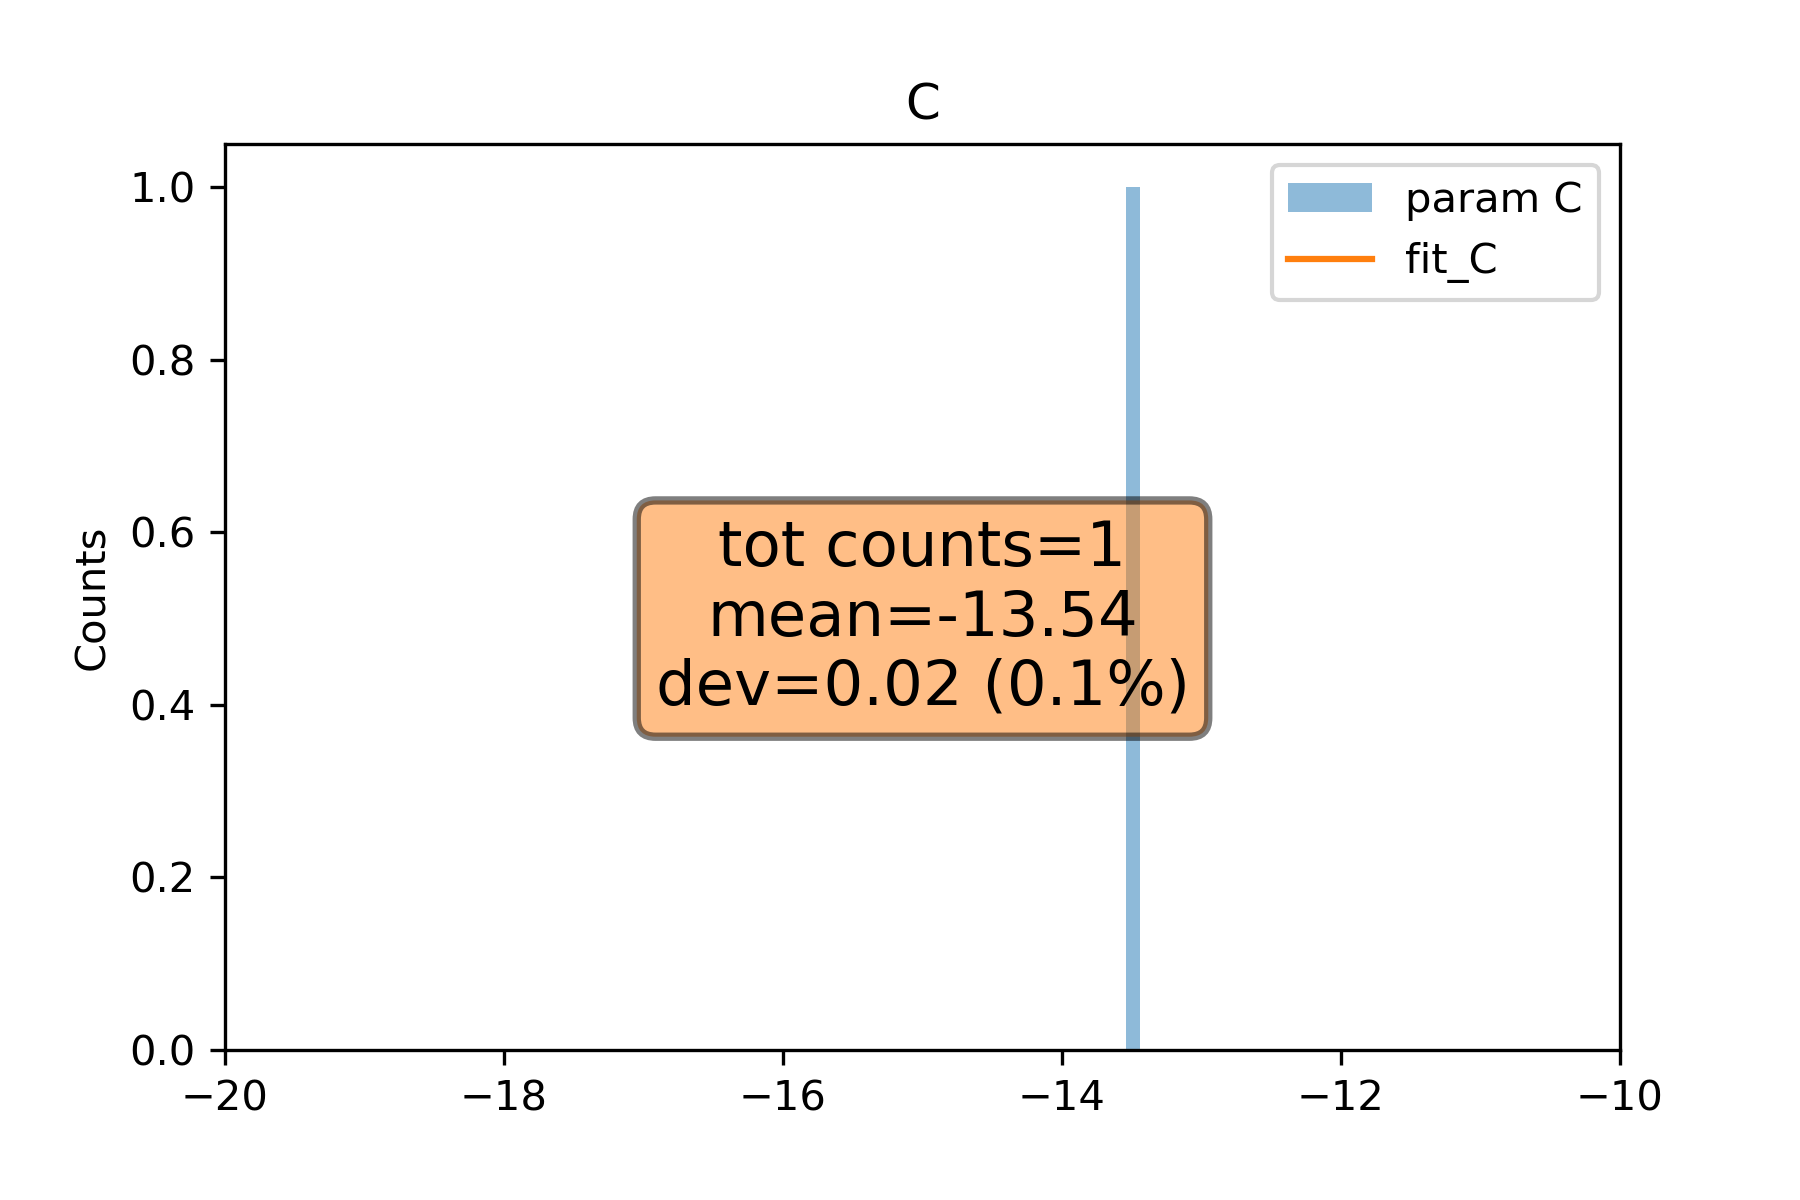 C
param C
fit_C
1.0
0.8
0.6
0.4
0.2
0.0
Counts
tot counts=1
mean=-13.54
dev=0.02 (0.1%)
−20 −18 −16 −14 −12 −10